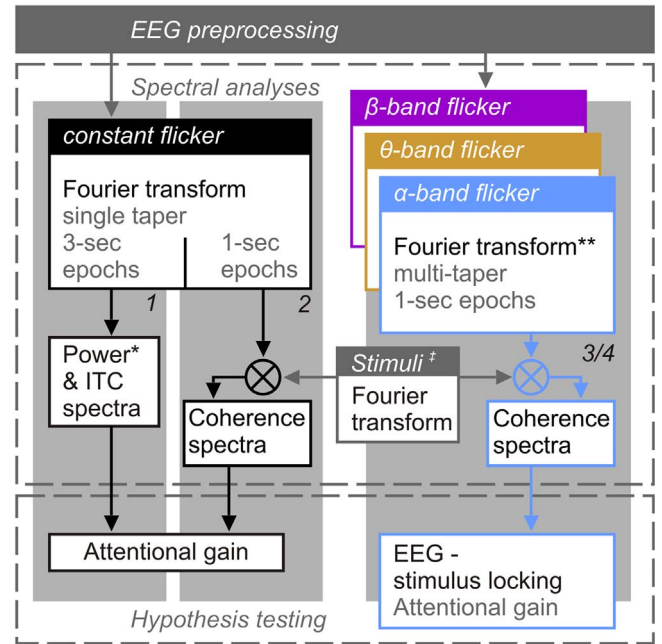 EEG preprocessing
Spectral analyses
constant flicker
Fourier transform
single taper
3-sec
epochs
1-sec
epochs
1
2
Power*
& ITC
spectra
Coherence
spectra
Attentional gain
Stimuli ‡
Fourier
transform
β-band flicker
θ-band flicker
α-band flicker
Fourier transform**
multi-taper
1-sec epochs
3/4
Coherence
spectra
EEG -
stimulus locking
Attentional gain
Hypothesis testing